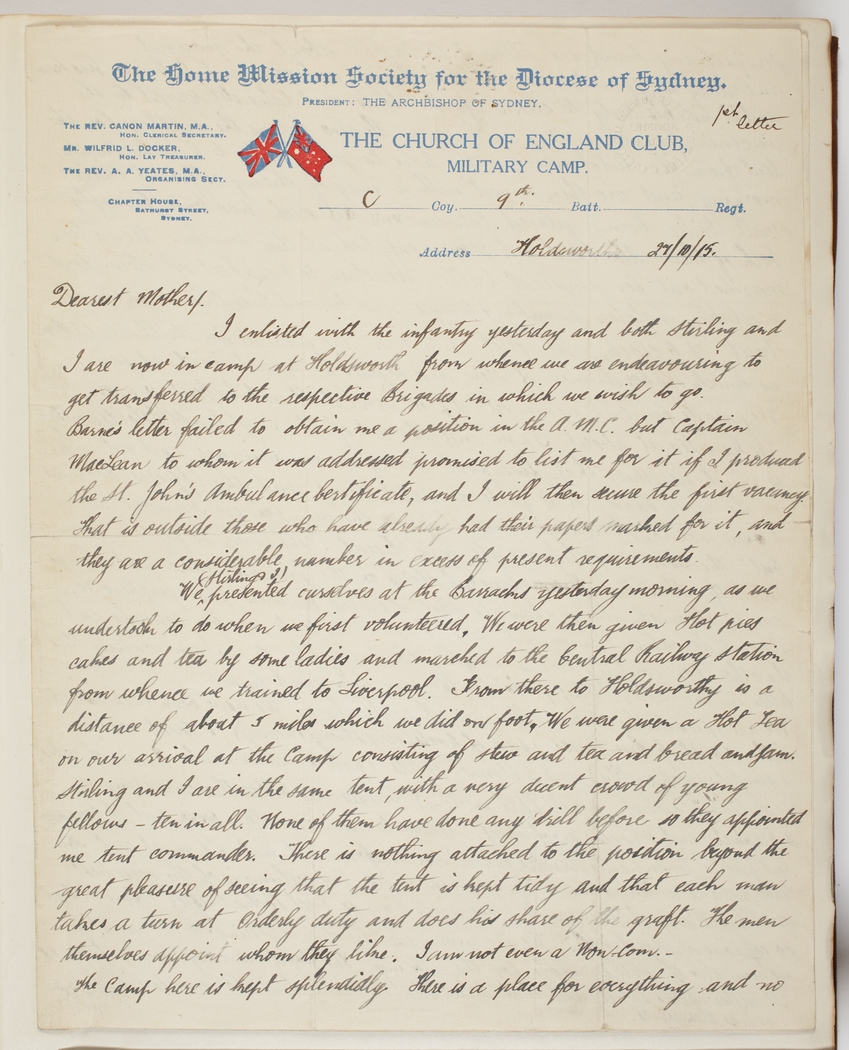 The Home Mission Society for the Diocese of Sydney.
PRESIDENT: THE ARCHBISHOP OF SYDNEY.
1st letter
THE REV. CANON MARTIN, M.A.,
HON. CLERICAL SECRETARY.
MR. WILFRID L. DOCKER,
HON. LAY TREASURER.
THE REV. A. A. YEATES, M.A.,
ORGANISING SECT.
CHAPTER HOUSE,
BATHURST STREET,
SYDNEY.
THE CHURCH OF ENGLAND CLUB,
MILITARY CAMP.
C Coy. 9th. Batt. Regt.
Address Holdsworth 27/10/15.
Dearest Mother/.
I enlisted with the infantry yesterday and both Stirling and
I are now in camp at Holdsworth from whence we are endeavouring to
get transferred to the respective Brigades in which we wish to go.
Barne's letter failed to obtain me a position in the A.M.C. but Captain
MacLean to whom it was addressed promised to list me for it if I produced
the St. John's Ambulance Certificate, and I will then secure the first vacancy.
That is outside those who have already had their papers marked for it, and
they are a considerable number in excess of present requirements.
(Stirling & I)
We, presented ourselves at the Barracks yesterday morning, as we
undertook to do when we first volunteered. We were then given Hot pies
cakes and tea by some ladies and marched to the Central Railway Station
from whence we trained to Liverpool. From there to Holdsworthy is a
distance of about 5 miles which we did on foot. We were given a Hot Tea
on our arrival at the Camp consisting of stew and tea and bread and jam.
Stirling and I are in the same tent, with a very decent crowd of young
fellows – ten in all. None of them have done any drill before so they appointed
me tent commander. There is nothing attached to the position beyond the
great pleasure of seeing that the tent is kept tidy and that each man
takes a turn at Orderly duty and does his share of the graft. The men
themselves appoint whom they like. I am not even a Non-Com. -
The Camp here is kept splendidly There is a place for everything and no